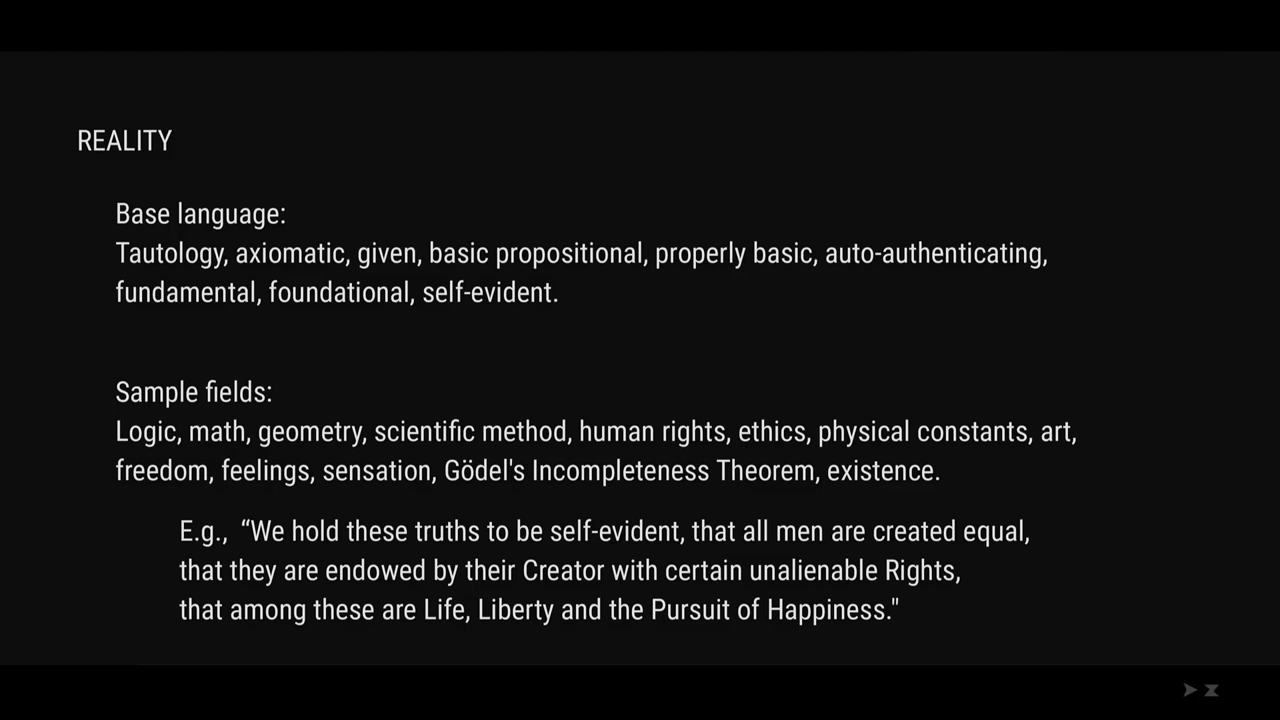 REALITY
Base language:
Tautology, axiomatic, given, basic propositional, properly basic, auto-authenticating,
fundamental, foundational, self-evident.
Sample fields:
Logic, math, geometry, scientific method, human rights, ethics, physical constants, art,
freedom, feelings, sensation, Gödel's Incompleteness Theorem, existence.
E.g., “We hold these truths to be self-evident, that all men are created equal,
that they are endowed by their Creator with certain unalienable Rights,
that among these are Life, Liberty and the Pursuit of Happiness."